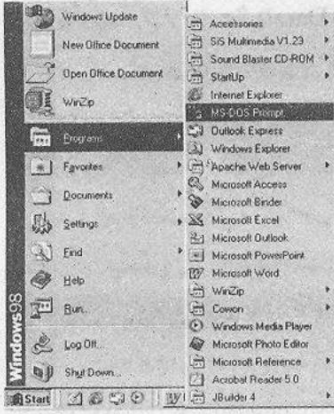 Windows Update
New Office Document
Open Office Document
WinZip
Programs
Favorites
Documents
Settings
Find
Help
Run...
Log Off...
Shut Down...
Windows98
Start
Accessories
SiS Multimedia V1.23
Sound Blaster CD-ROM
StartUp
Internet Explorer
MS-DOS Prompt
Outlook Express
Windows Explorer
Apache Web Server
Microsoft Access
Microsoft Binder
Microsoft Excel
Microsoft Outlook
Microsoft PowerPoint
Microsoft Word
WinZip
Cowon
Windows Media Player
Microsoft Photo Editor
Microsoft Reference
Acrobat Reader 5.0
JBuilder 4